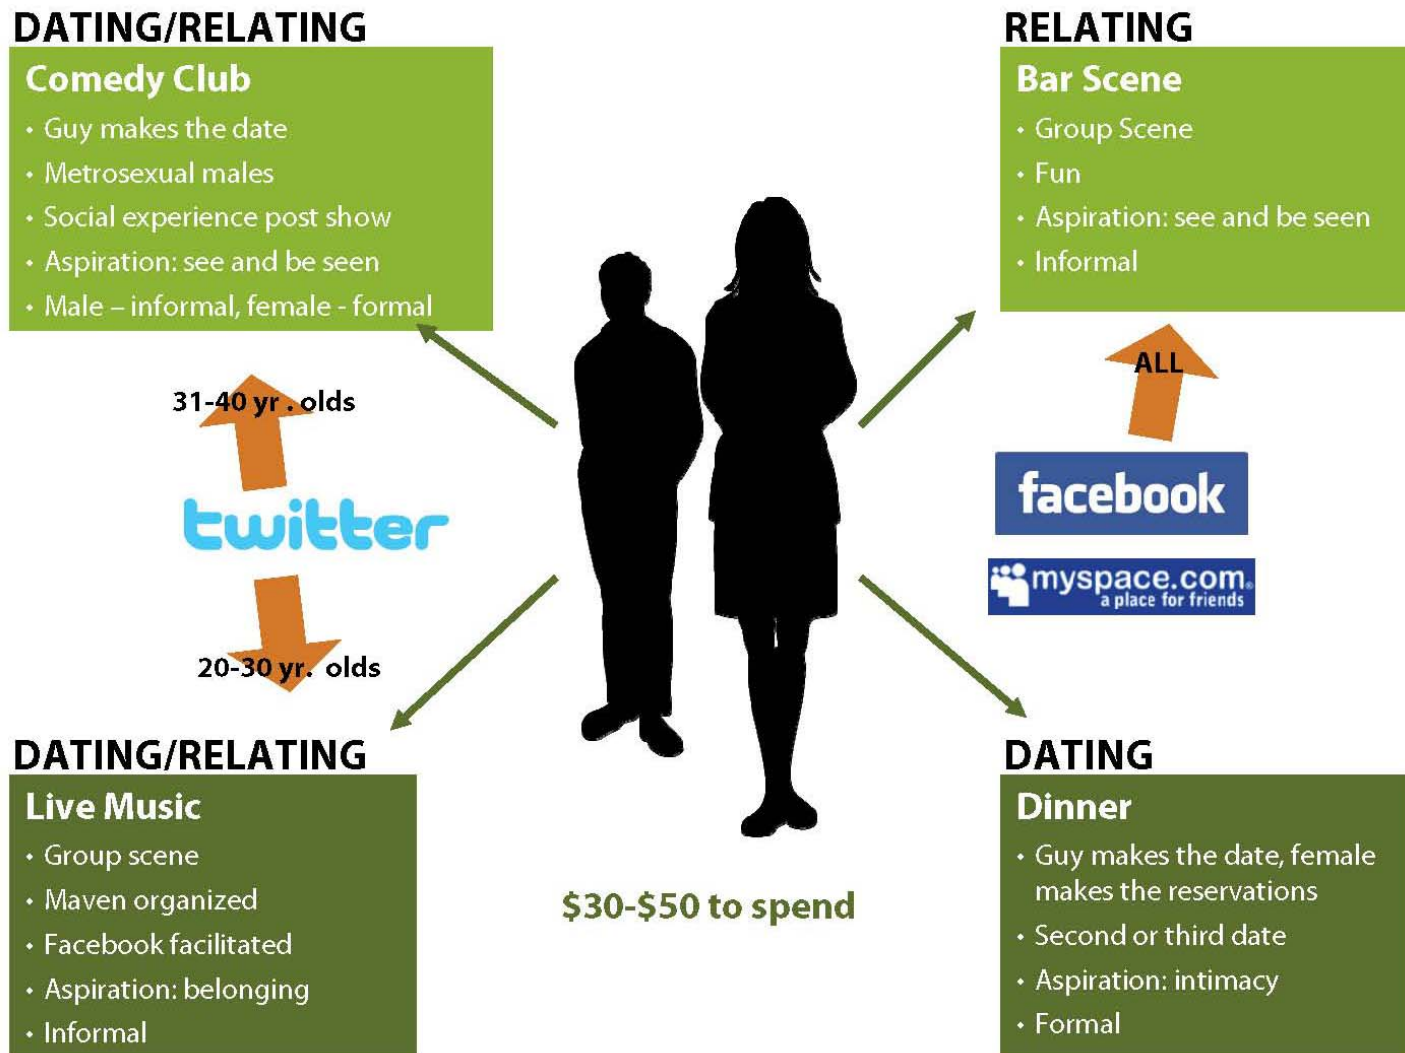 DATING/RELATING
Comedy Club
• Guy makes the date
• Metrosexual males
• Social experience post show
• Aspiration: see and be seen
• Male – informal, female - formal
RELATING
Bar Scene
• Group Scene
• Fun
• Aspiration: see and be seen
• Informal
31-40 yr . olds
twitter
20-30 yr. olds
ALL
facebook
myspace.com®
a place for friends
DATING/RELATING
Live Music
• Group scene
• Maven organized
• Facebook facilitated
• Aspiration: belonging
• Informal
$30-$50 to spend
DATING
Dinner
• Guy makes the date, female
makes the reservations
• Second or third date
• Aspiration: intimacy
• Formal